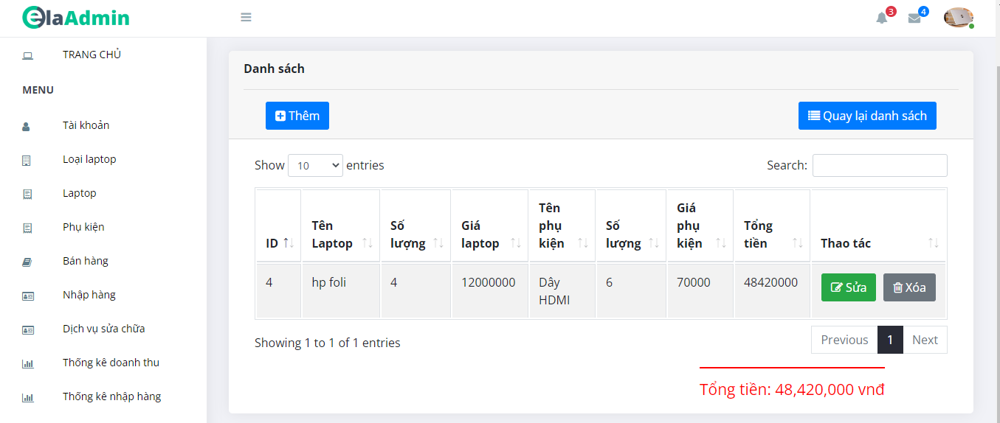 elaAdmin
3
4
TRANG CHỦ
MENU
Tài khoản
Loại laptop
Laptop
Phụ kiện
Bán hàng
Nhập hàng
Dịch vụ sửa chữa
Thống kê doanh thu
Thống kê nhập hàng
Danh sách
Thêm
Quay lại danh sách
Show 10 entries
Search:
ID
Tên Laptop
Số lượng
Giá laptop
Tên phụ kiện
Số lượng
Giá phụ kiện
Tổng tiền
Thao tác
4
hp foli
4
12000000
Dây HDMI
6
70000
48420000
Sửa
Xóa
Showing 1 to 1 of 1 entries
Previous 1 Next
Tổng tiền: 48,420,000 vnđ